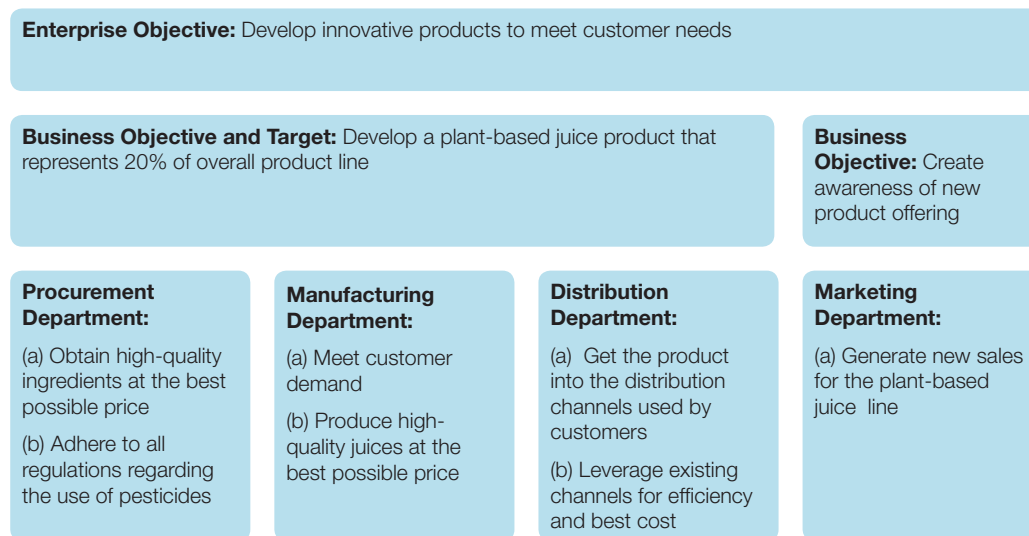 Enterprise Objective: Develop innovative products to meet customer needs
Business Objective and Target: Develop a plant-based juice product that
represents 20% of overall product line
Business
Objective: Create
awareness of new
product offering
Procurement
Department:
(a) Obtain high-quality
ingredients at the best
possible price
(b) Adhere to all
regulations regarding
the use of pesticides
Manufacturing
Department:
(a) Meet customer
demand
(b) Produce high-
quality juices at the
best possible price
Distribution
Department:
(a) Get the product
into the distribution
channels used by
customers
(b) Leverage existing
channels for efficiency
and best cost
Marketing
Department:
(a) Generate new sales
for the plant-based
juice line